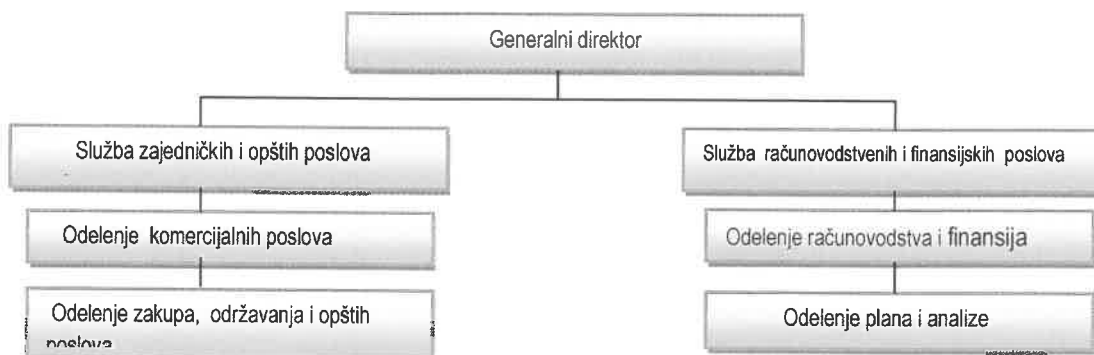 Generalni direktor
Služba zajedničkih i opštih poslova
Služba računovodstvenih i finansijskih poslova
Odelenje komercijalnih poslova
Odelenje računovodstva i finansija
Odelenje zakupa, održavanja i opštih
poslova
Odelenje plana i analize